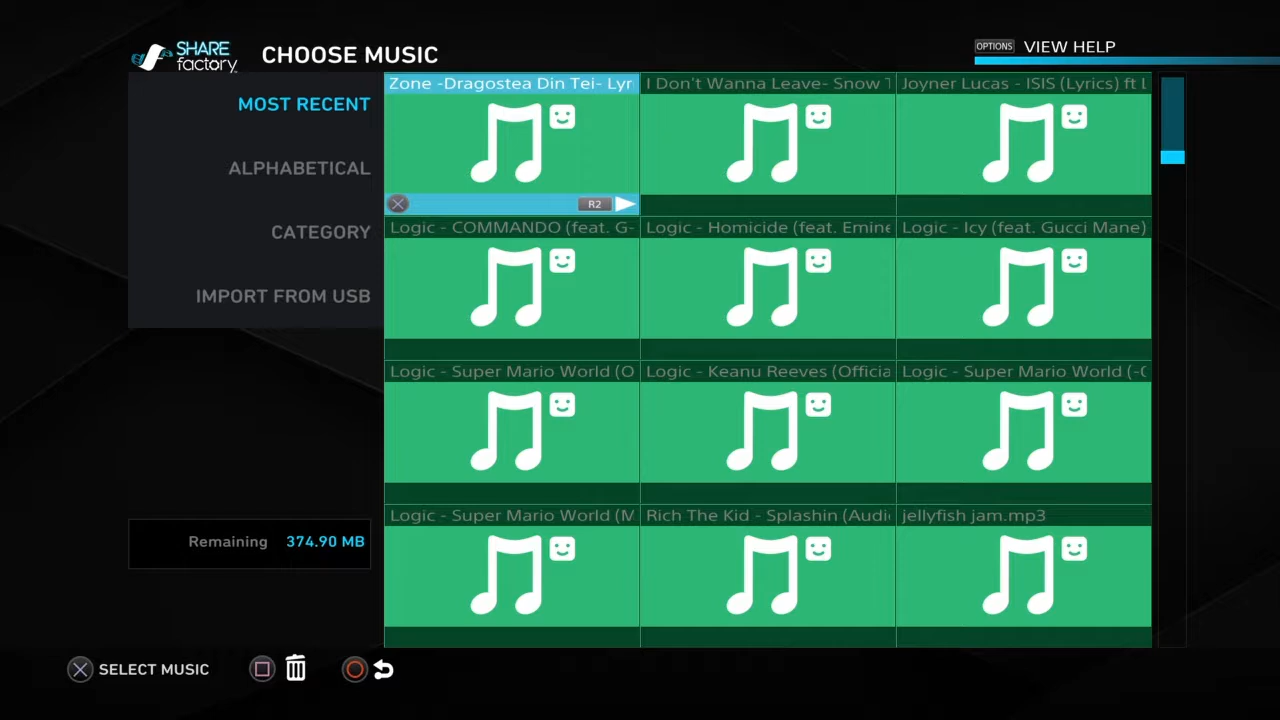 SHARE
factory
CHOOSE MUSIC
OPTIONS VIEW HELP
MOST RECENT
ALPHABETICAL
CATEGORY
IMPORT FROM USB
Remaining 374.90 MB
Zone -Dragostea Din Tei- Lyr
I Don't Wanna Leave- Snow T
Joyner Lucas - ISIS (Lyrics) ft L
R2
Logic - COMMANDO (feat. G-
Logic - Homicide (feat. Emine
Logic - Icy (feat. Gucci Mane)
Logic - Super Mario World (O
Logic - Keanu Reeves (Officia
Logic - Super Mario World (-C
Logic - Super Mario World (M
Rich The Kid - Splashin (Audi
jellyfish jam.mp3
SELECT MUSIC